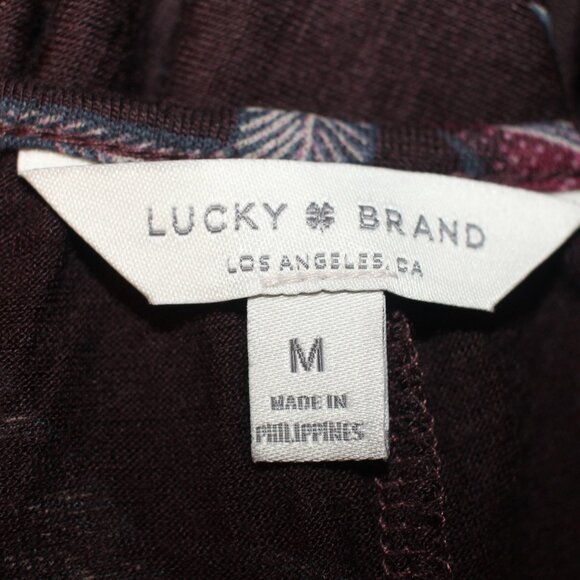 LUCKY BRAND
LOS ANGELES, CA
M
MADE IN
PHILIPPINES